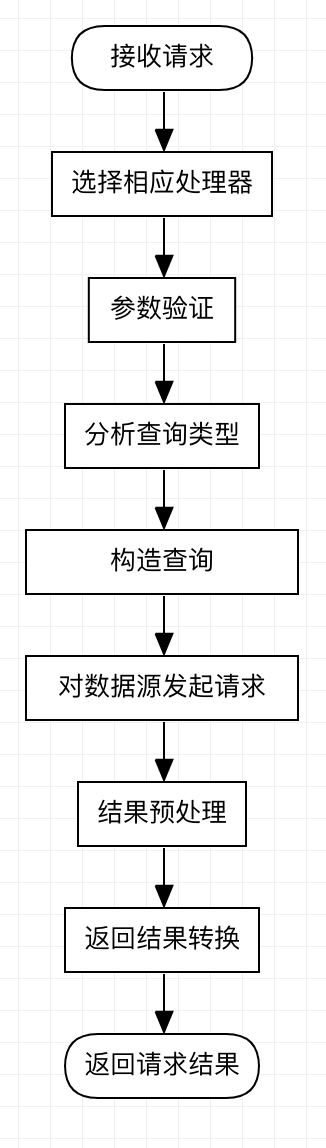 接收请求
选择相应处理器
参数验证
分析查询类型
构造查询
对数据源发起请求
结果预处理
返回结果转换
返回请求结果